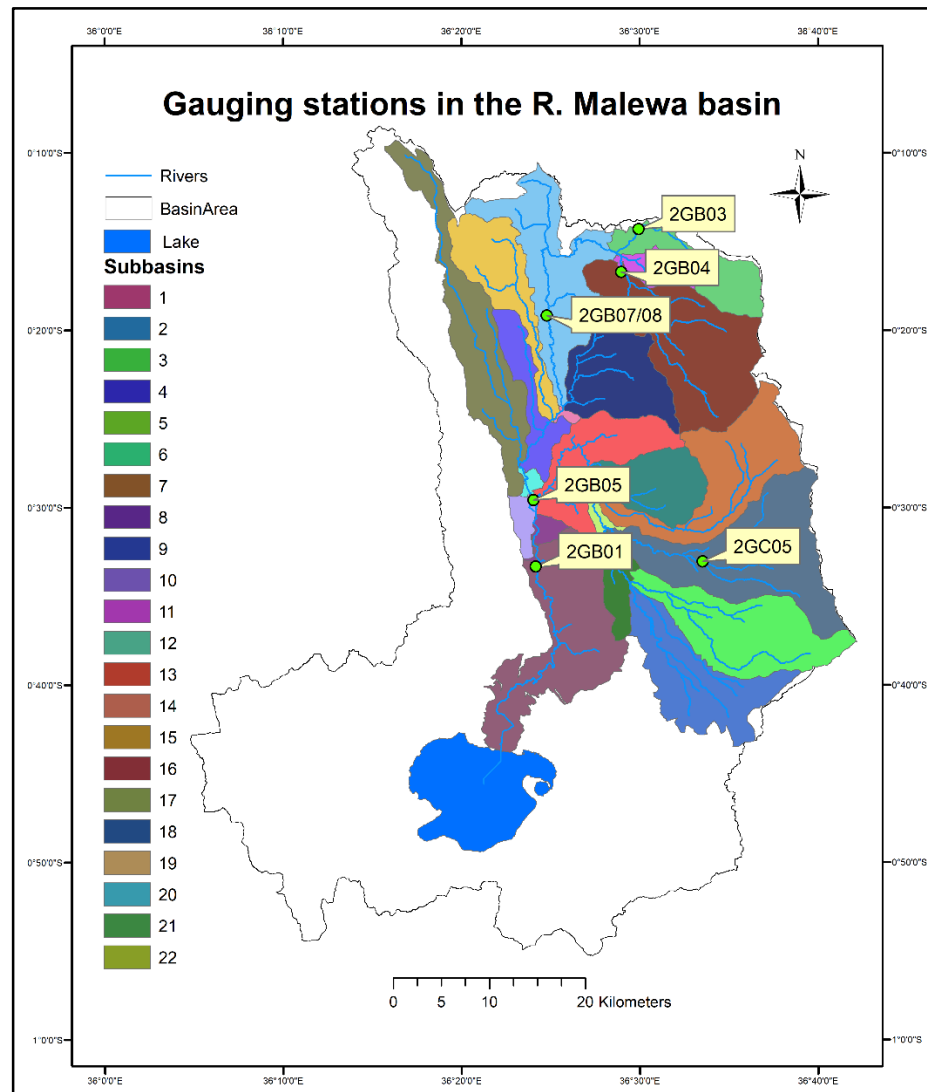 36°0'0"E 36°10'0"E 36°20'0"E 36°30'0"E 36°40'0"E
Gauging stations in the R. Malewa basin
0°10'0"S 0°10'0"S
N
Rivers
BasinArea
Lake
Subbasins
2GB03
2GB04
2GB07/08
0°20'0"S 0°20'0"S
2GB05
0°30'0"S 0°30'0"S
2GB01
2GC05
1
2
3
4
5
6
7
8
9
10
11
12
13
14
15
16
17
18
19
20
21
22
0°40'0"S 0°40'0"S
0°50'0"S 0°50'0"S
0 5 10 20 Kilometers
1°0'0"S 1°0'0"S
36°0'0"E 36°10'0"E 36°20'0"E 36°30'0"E 36°40'0"E